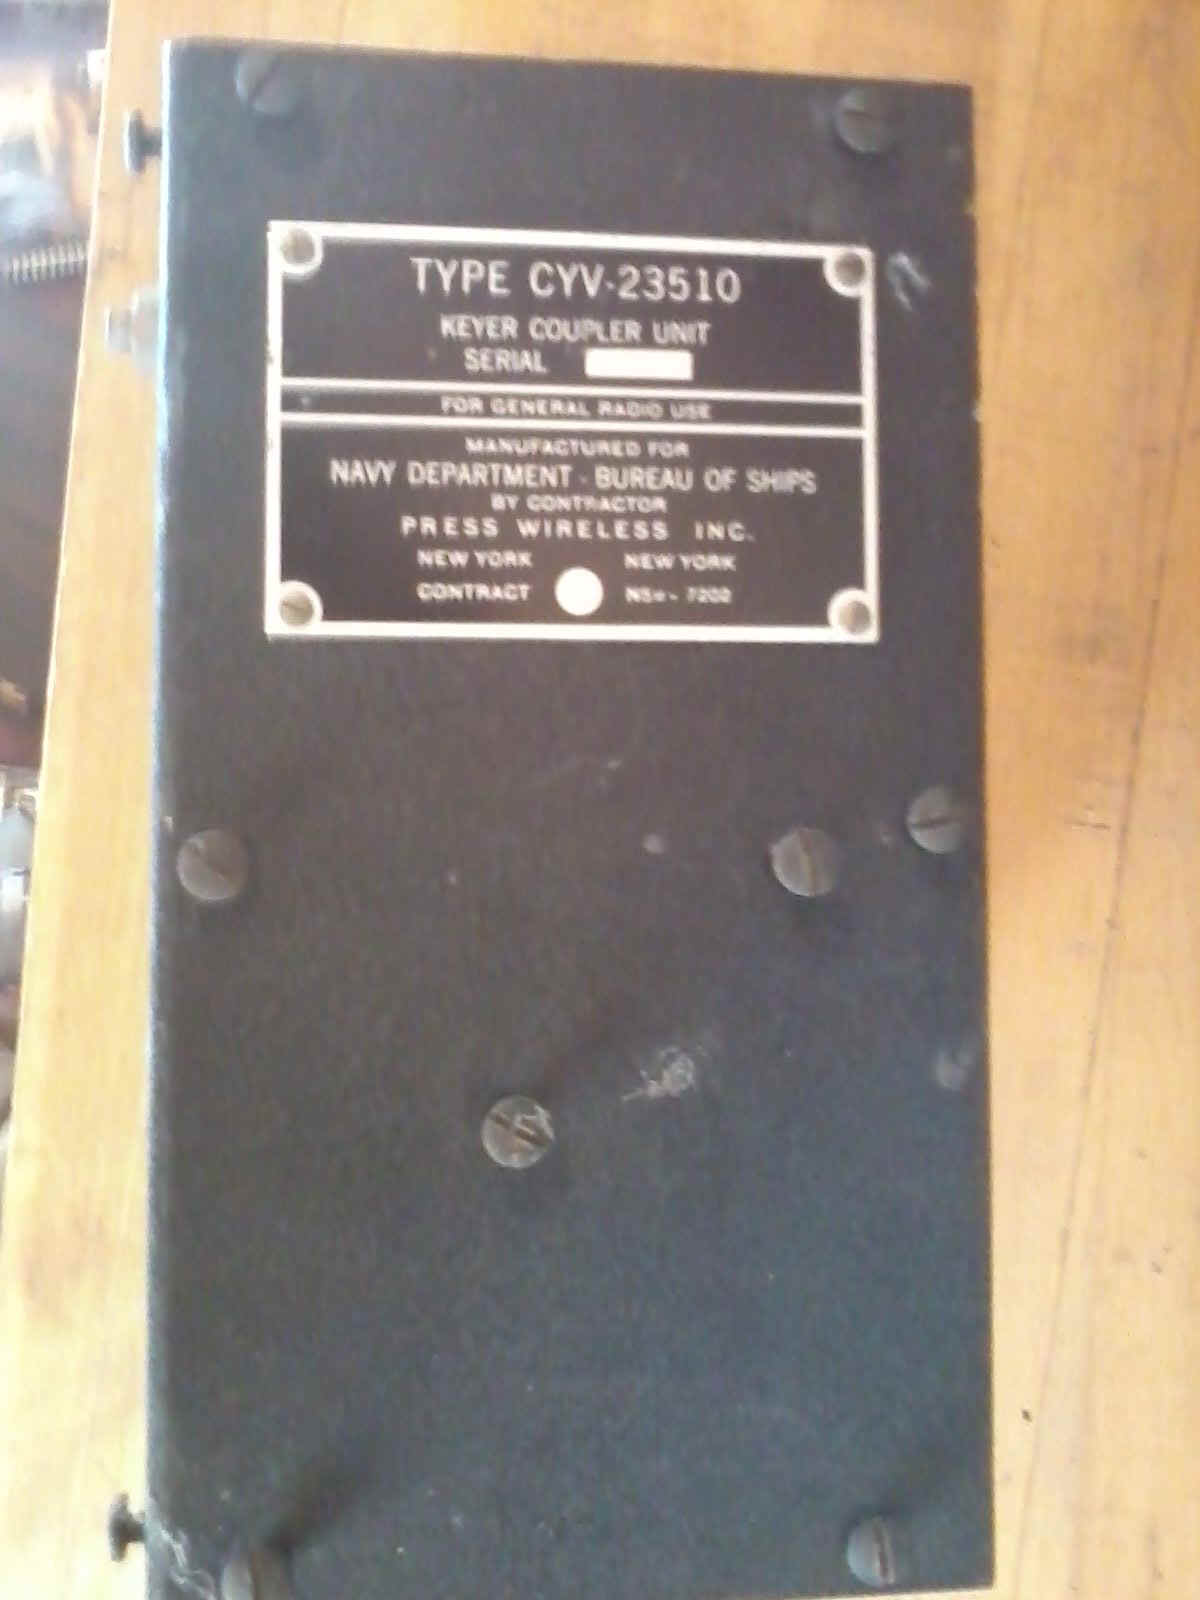 TYPE CYV-23510
KEYER COUPLER UNIT
SERIAL
FOR GENERAL RADIO USE
MANUFACTURED FOR
NAVY DEPARTMENT - BUREAU OF SHIPS
BY CONTRACTOR
PRESS WIRELESS INC.
NEW YORK NEW YORK
CONTRACT 7202